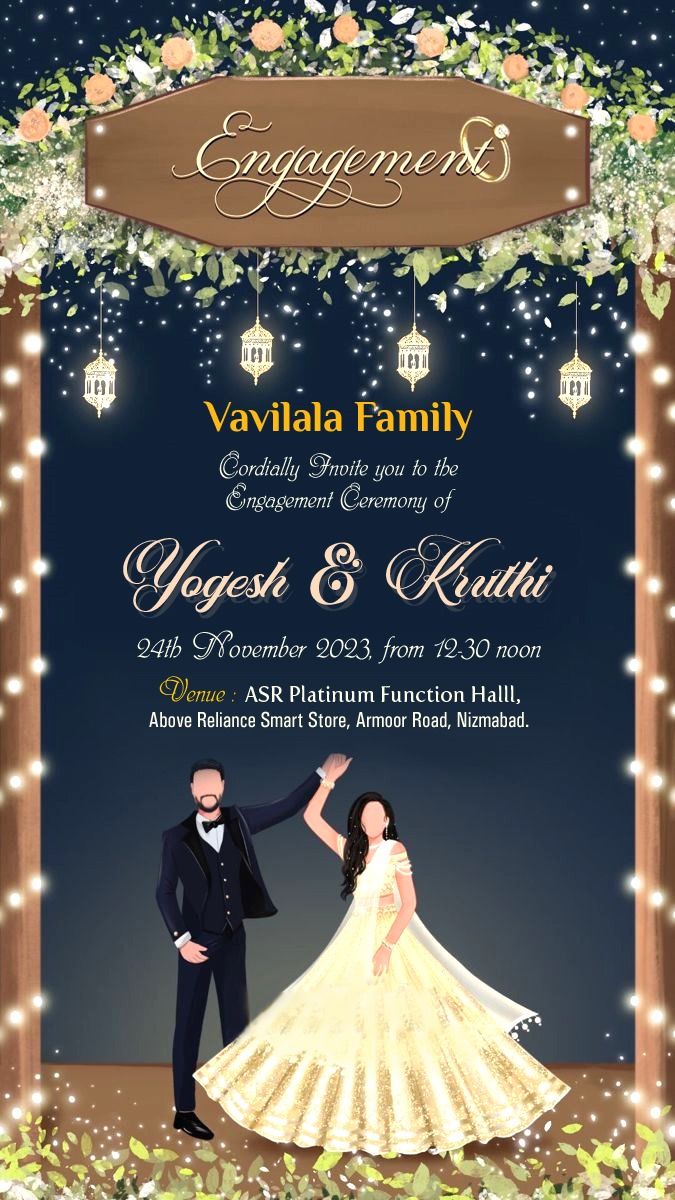 Engagement
Vavilala Family
Cordially Invite you to the
Engagement Ceremony of
Yogesh & Kruthi
24th November 2023, from 12-30 noon
Venue : ASR Platinum Function Halll,
Above Reliance Smart Store, Armoor Road, Nizmabad.